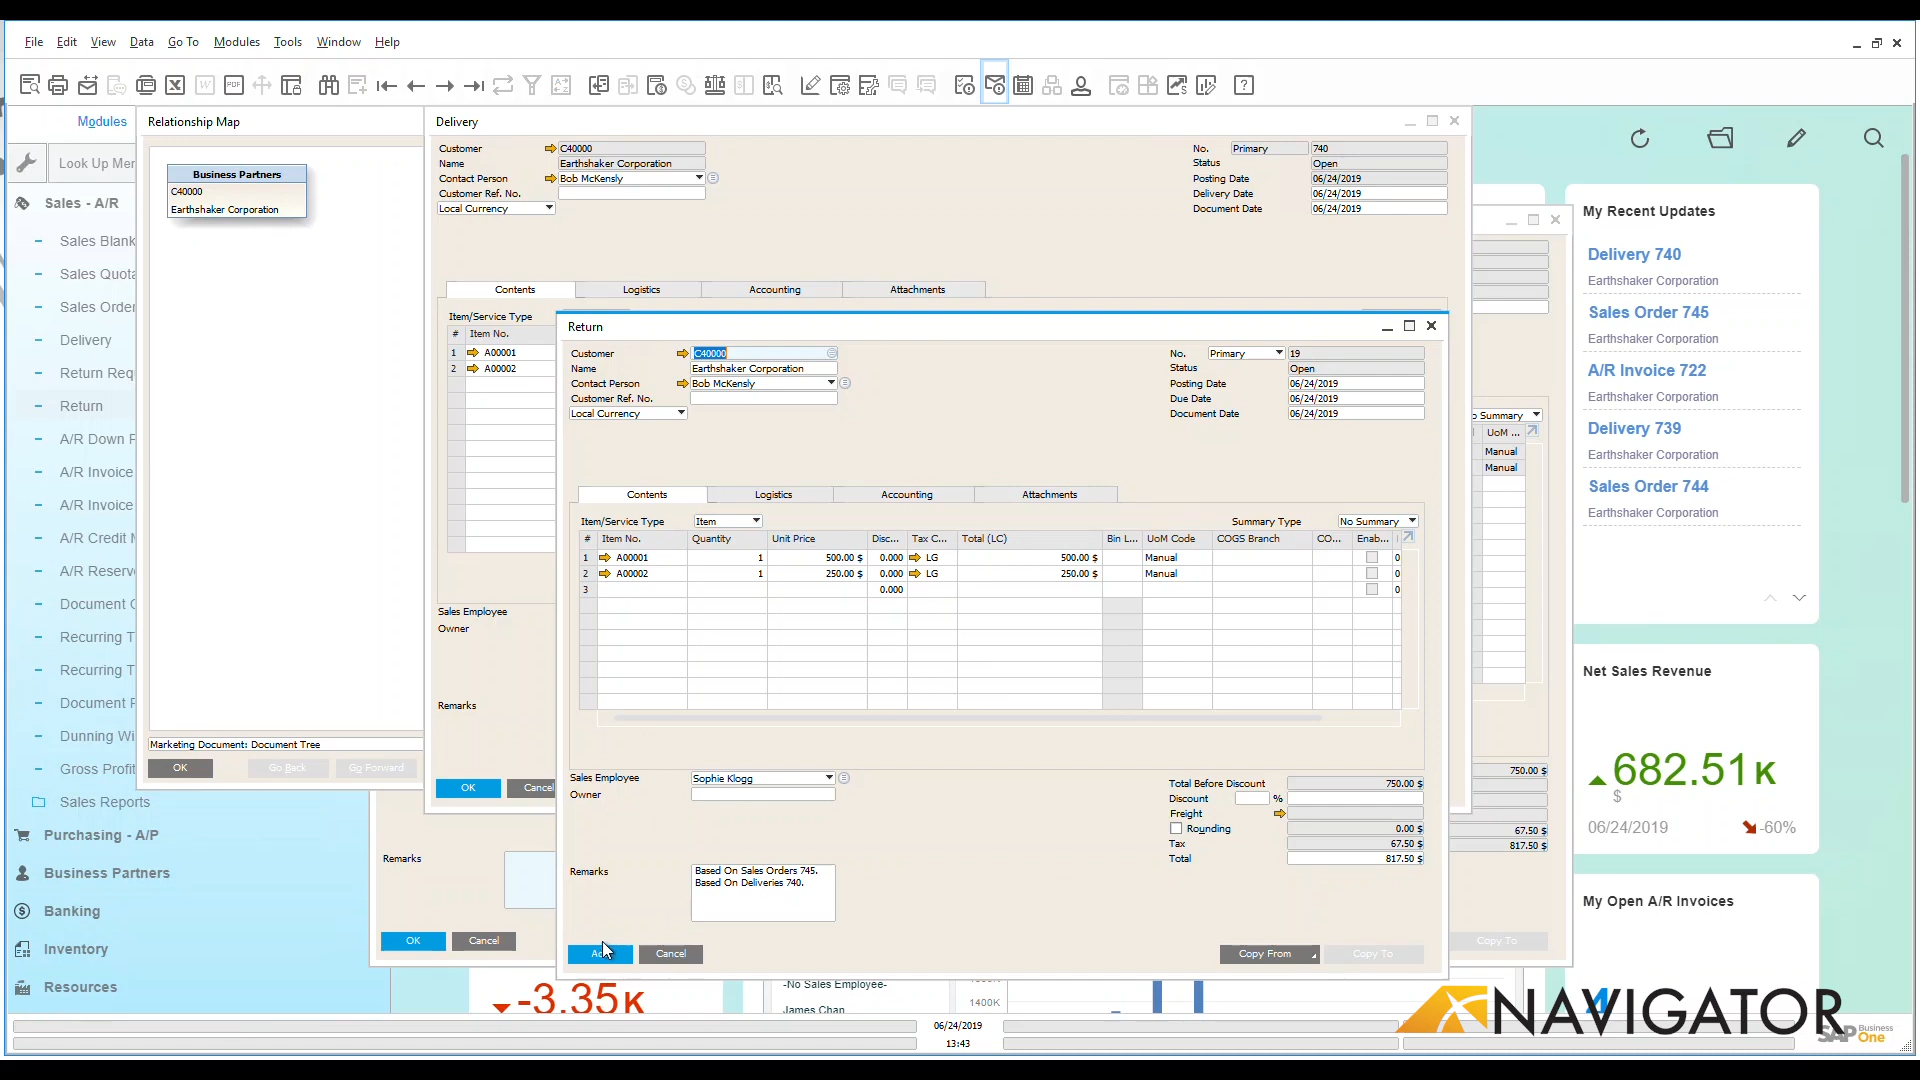 File Edit View Data Go To Modules Tools Window Help
Modules
Look Up Mer
Sales - A/R
Sales Blank
Sales Quota
Sales Order
Delivery
Return Req
Return
A/R Down P
A/R Invoice
A/R Invoice
A/R Credit M
A/R Reserv
Document G
Recurring T
Recurring T
Document P
Dunning Wi
Gross Profit
Sales Reports
Purchasing - A/P
Business Partners
Banking
Inventory
Resources
Relationship Map
Business Partners
C40000
Earthshaker Corporation
Marketing Document: Document Tree
OK Go Back Go Forward
Delivery
Customer C40000 No. Primary 740
Name Earthshaker Corporation Status Open
Contact Person Bob McKensly Posting Date 06/24/2019
Customer Ref. No. Delivery Date 06/24/2019
Local Currency Document Date 06/24/2019
Contents Logistics Accounting Attachments
Item/Service Type
# Item No.
1 A00001
2 A00002
Sales Employee
Owner
Remarks
OK Cancel
Return
Customer C40000 No. Primary 19
Name Earthshaker Corporation Status Open
Contact Person Bob McKensly Posting Date 06/24/2019
Customer Ref. No. Due Date 06/24/2019
Local Currency Document Date 06/24/2019
Contents Logistics Accounting Attachments
Item/Service Type Item Summary Type No Summary
# Item No. Quantity Unit Price Disc... Tax C... Total (LC) Bin L... UoM Code COGS Branch CO... Enab...
1 A00001 1 500.00 $ 0.000 LG 500.00 $ Manual 0
2 A00002 1 250.00 $ 0.000 LG 250.00 $ Manual 0
3 0.000 0
Sales Employee Sophie Klogg
Owner
Total Before Discount 750.00 $
Discount %
Freight
Rounding 0.00 $
Tax 67.50 $
Total 817.50 $
Remarks Based On Sales Orders 745.
Based On Deliveries 740.
Cancel Copy From Copy To
Summary
UoM ...
Manual
Manual
750.00 $
67.50 $
817.50 $
Remarks
OK Cancel Copy To
My Recent Updates
Delivery 740
Earthshaker Corporation
Sales Order 745
Earthshaker Corporation
A/R Invoice 722
Earthshaker Corporation
Delivery 739
Earthshaker Corporation
Sales Order 744
Earthshaker Corporation
Net Sales Revenue
682.51K
$
06/24/2019 -60%
My Open A/R Invoices
-3.35K
-No Sales Employee-
James Chan
1400K
NAVIGATOR
SAP Business One
06/24/2019
13:43